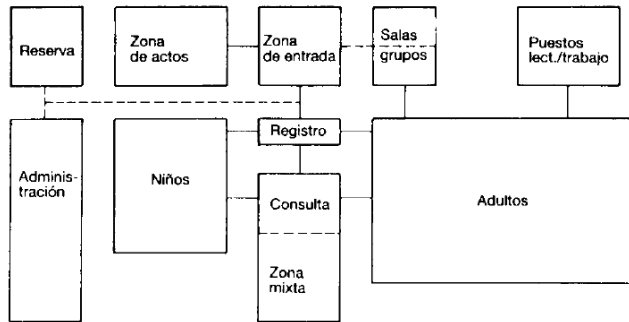 Reserva
Zona
de actos
Zona
de entrada
Salas
grupos
Puestos
lect./trabajo
Registro
Adminis-
tración
Niños
Consulta
Adultos
Zona
mixta